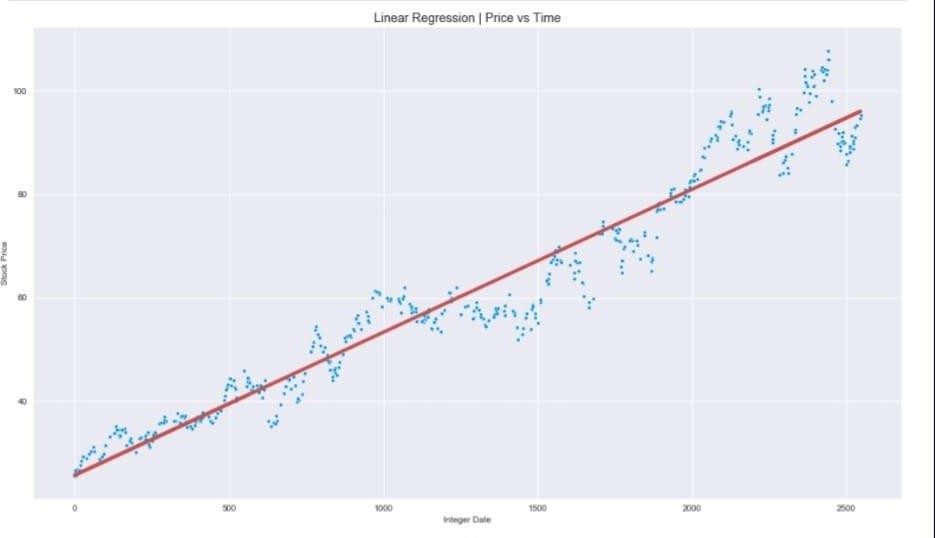 Linear Regression | Price vs Time
100
80
60
40
Stock Price
0 500 1000 1500 2000 2500
Integer Date